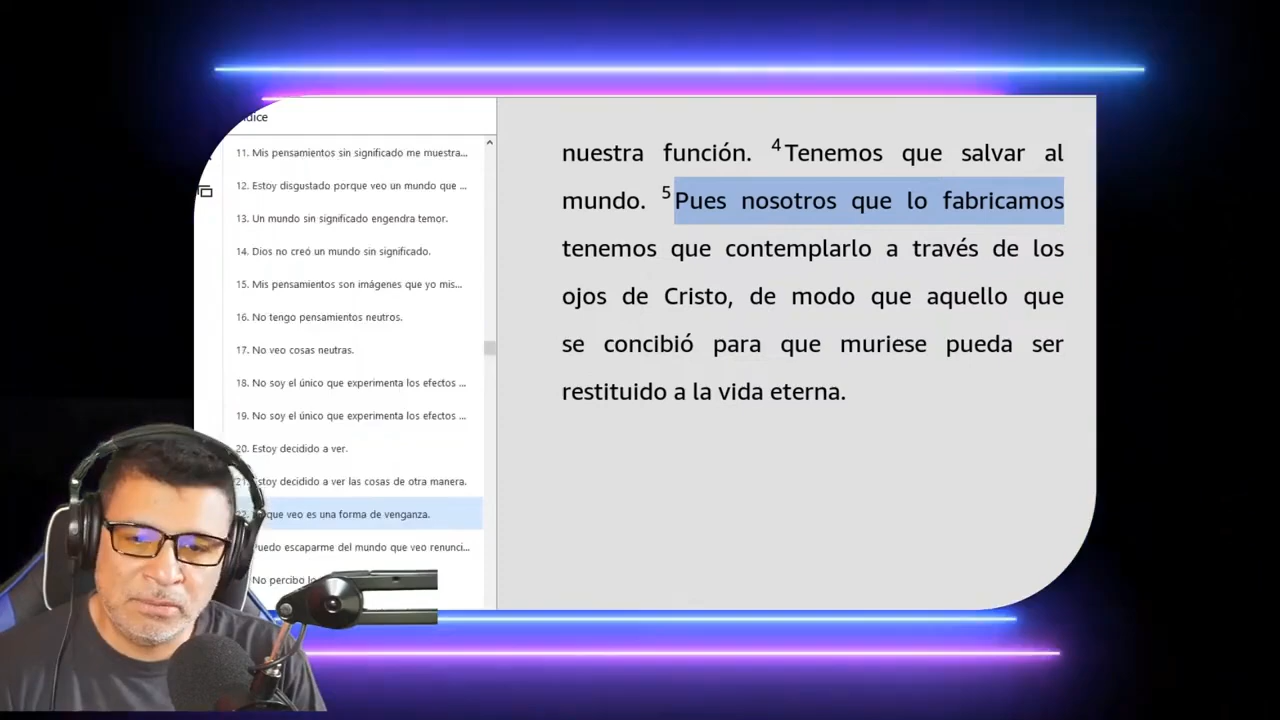 dice
11. Mis pensamientos sin significado me muestra...
12. Estoy disgustado porque veo un mundo que ...
13. Un mundo sin significado engendra temor.
14. Dios no creó un mundo sin significado.
15. Mis pensamientos son imágenes que yo mis...
16. No tengo pensamientos neutros.
17. No veo cosas neutras.
18. No soy el único que experimenta los efectos ...
19. No soy el único que experimenta los efectos ...
20. Estoy decidido a ver.
21. Estoy decidido a ver las cosas de otra manera.
22. que veo es una forma de venganza.
Puedo escaparme del mundo que veo renunci...
No percibo
nuestra función. 4 Tenemos que salvar al
mundo. 5 Pues nosotros que lo fabricamos
tenemos que contemplarlo a través de los
ojos de Cristo, de modo que aquello que
se concibió para que muriese pueda ser
restituido a la vida eterna.